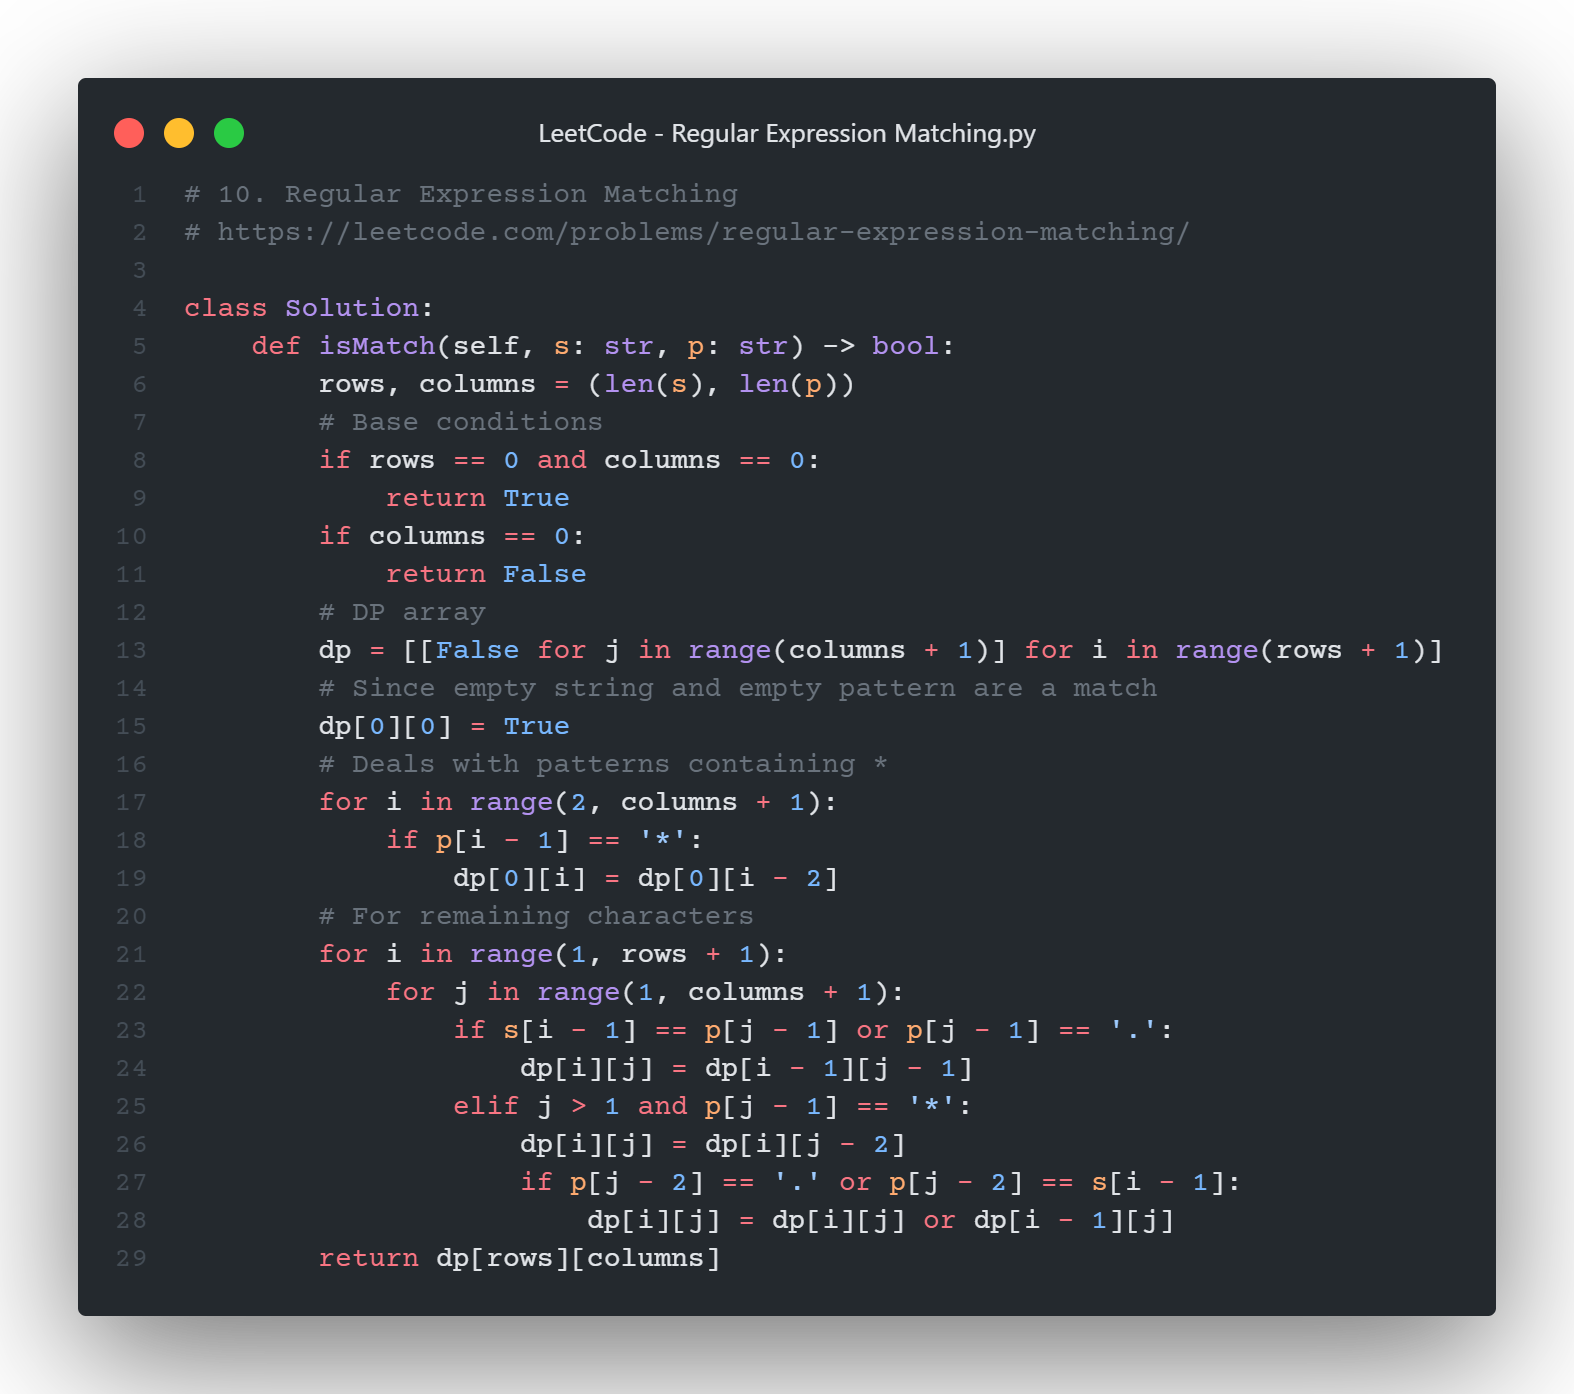 LeetCode - Regular Expression Matching.py
1 # 10. Regular Expression Matching
2 # https://leetcode.com/problems/regular-expression-matching/
3
4 class Solution:
5     def isMatch(self, s: str, p: str) -> bool:
6         rows, columns = (len(s), len(p))
7         # Base conditions
8         if rows == 0 and columns == 0:
9             return True
10         if columns == 0:
11             return False
12         # DP array
13         dp = [[False for j in range(columns + 1)] for i in range(rows + 1)]
14         # Since empty string and empty pattern are a match
15         dp[0][0] = True
16         # Deals with patterns containing *
17         for i in range(2, columns + 1):
18             if p[i - 1] == '*':
19                 dp[0][i] = dp[0][i - 2]
20         # For remaining characters
21         for i in range(1, rows + 1):
22             for j in range(1, columns + 1):
23                 if s[i - 1] == p[j - 1] or p[j - 1] == '.':
24                     dp[i][j] = dp[i - 1][j - 1]
25                 elif j > 1 and p[j - 1] == '*':
26                     dp[i][j] = dp[i][j - 2]
27                     if p[j - 2] == '.' or p[j - 2] == s[i - 1]:
28                         dp[i][j] = dp[i][j] or dp[i - 1][j]
29         return dp[rows][columns]